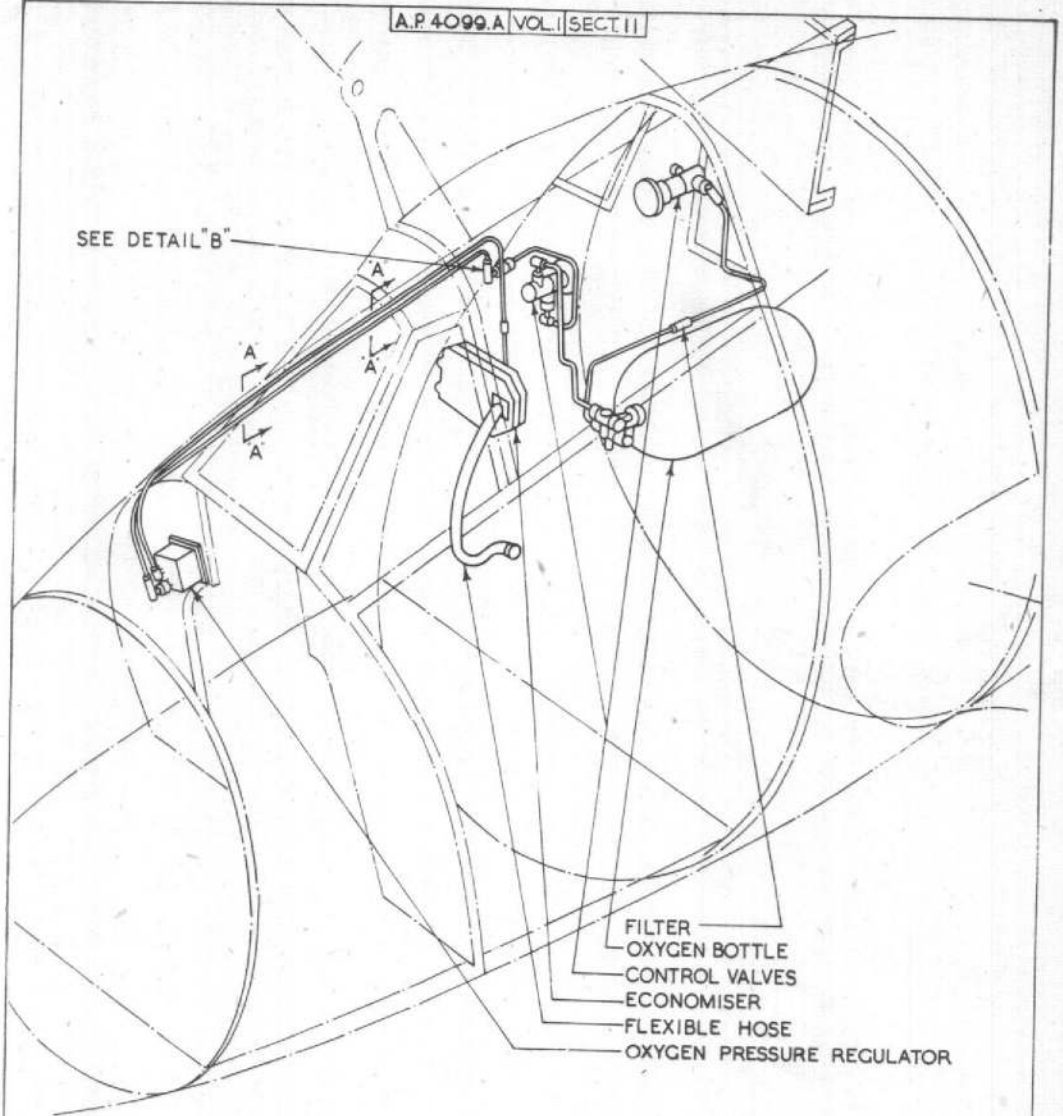 A.P. 4099.A VOL.I SECT.11
SEE DETAIL "B"
A
A
A
A
FILTER
OXYGEN BOTTLE
CONTROL VALVES
ECONOMISER
FLEXIBLE HOSE
OXYGEN PRESSURE REGULATOR